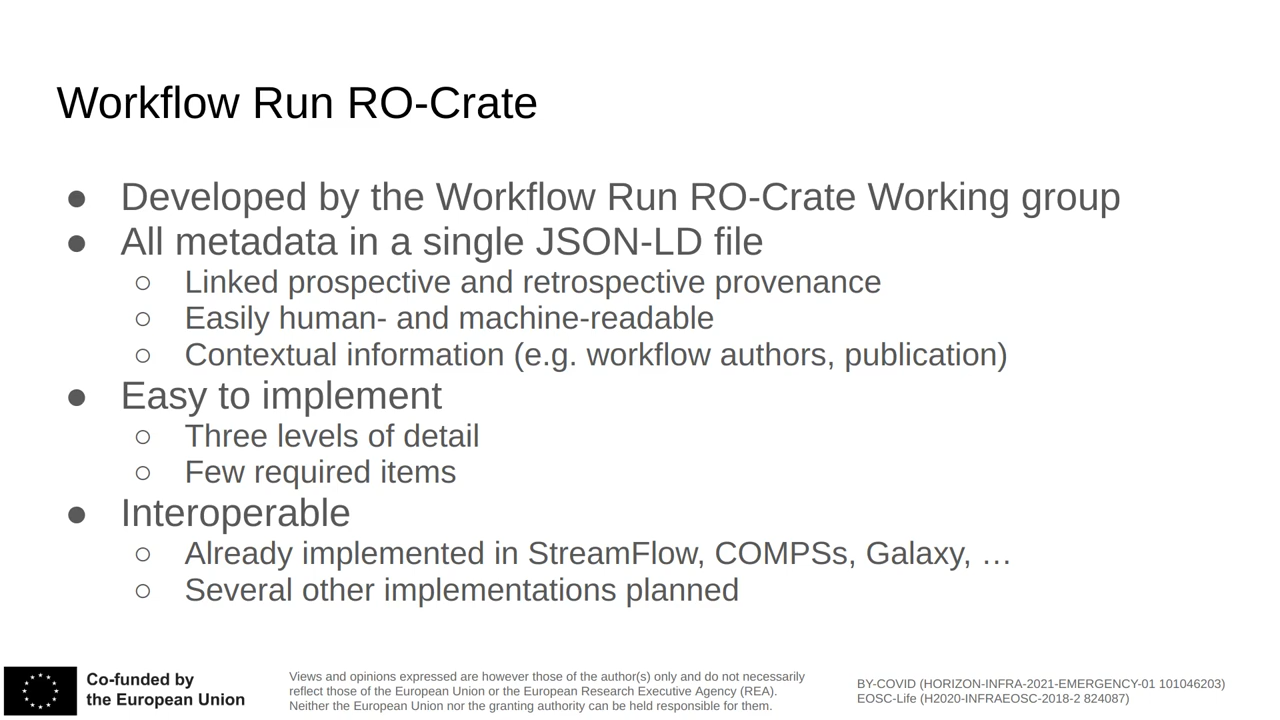 Workflow Run RO-Crate
● Developed by the Workflow Run RO-Crate Working group
● All metadata in a single JSON-LD file
○ Linked prospective and retrospective provenance
○ Easily human- and machine-readable
○ Contextual information (e.g. workflow authors, publication)
● Easy to implement
○ Three levels of detail
○ Few required items
● Interoperable
○ Already implemented in StreamFlow, COMPSs, Galaxy, …
○ Several other implementations planned
Co-funded by
the European Union
Views and opinions expressed are however those of the author(s) only and do not necessarily
reflect those of the European Union or the European Research Executive Agency (REA).
Neither the European Union nor the granting authority can be held responsible for them.
BY-COVID (HORIZON-INFRA-2021-EMERGENCY-01 101046203)
EOSC-Life (H2020-INFRAEOSC-2018-2 824087)